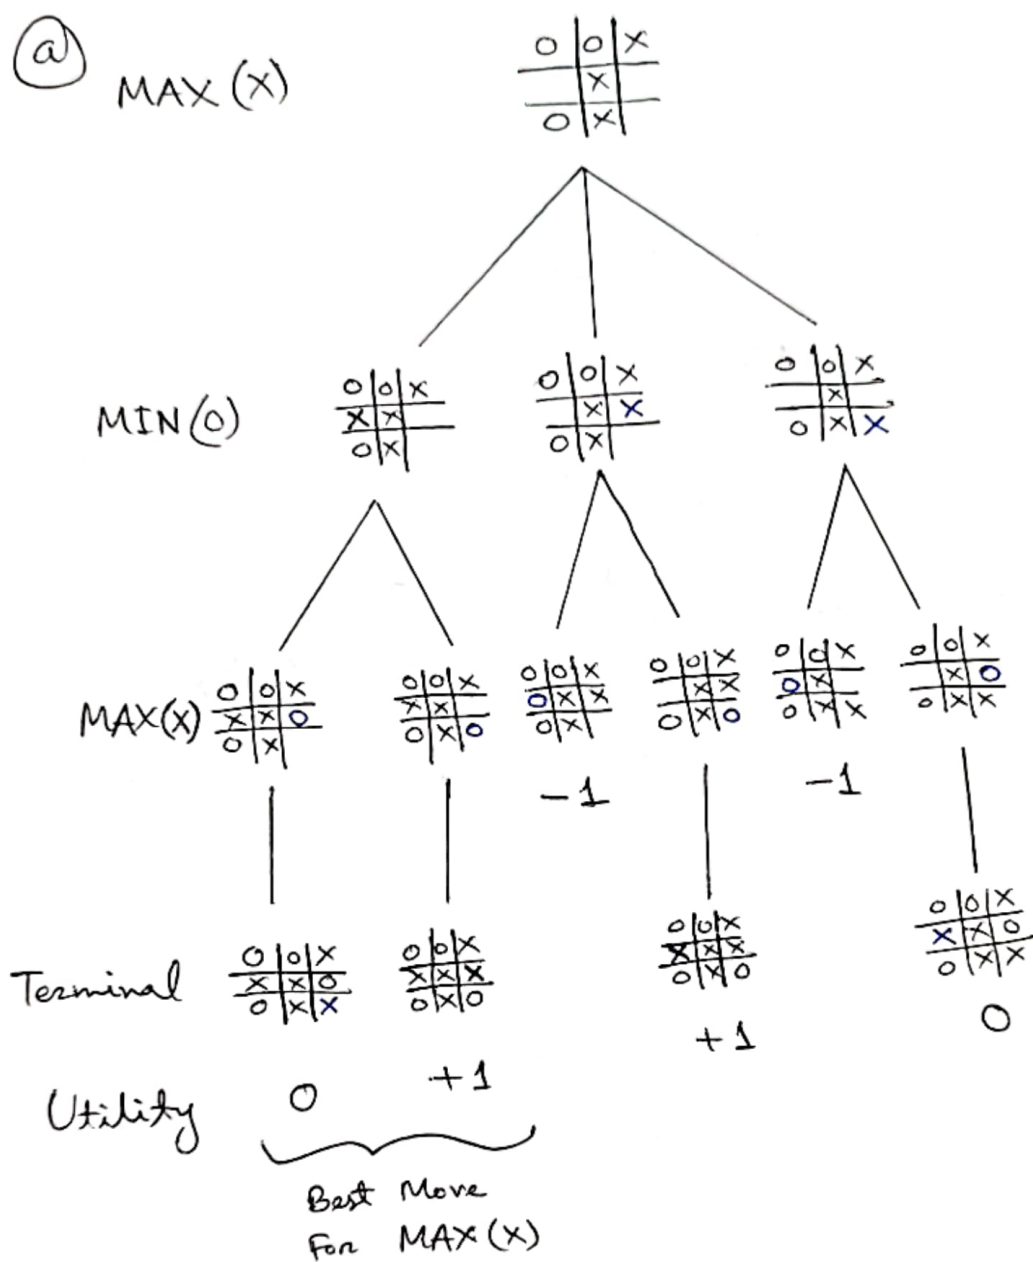 a
MAX (X)
O O X
X
O X
MIN (O)
O O X
X X
O X
O O X
X X
O X
O O X
X
O X X
MAX(X)
O O X
X X O
O X
O O X
X X
O X O
O O X
O X X
O X
O O X
X X
O X O
O O X
O X
O X X
O O X
X O
O X X
-1
-1
Terminal
O O X
X X O
O X X
O O X
X X X
O X O
O O X
X X X
O X O
O O X
X X O
O X X
Utility
0
+1
+1
0
Best Move
For MAX (X)